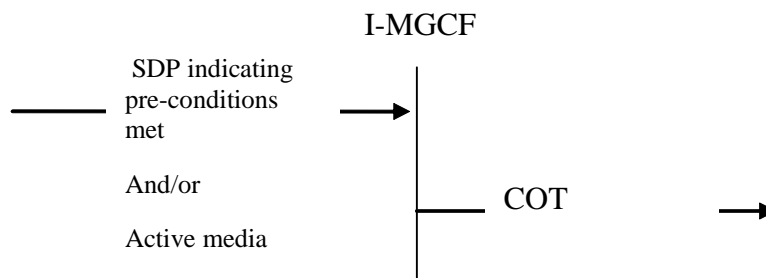 I-MGCF
SDP indicating
pre-conditions
met
And/or
Active media
COT